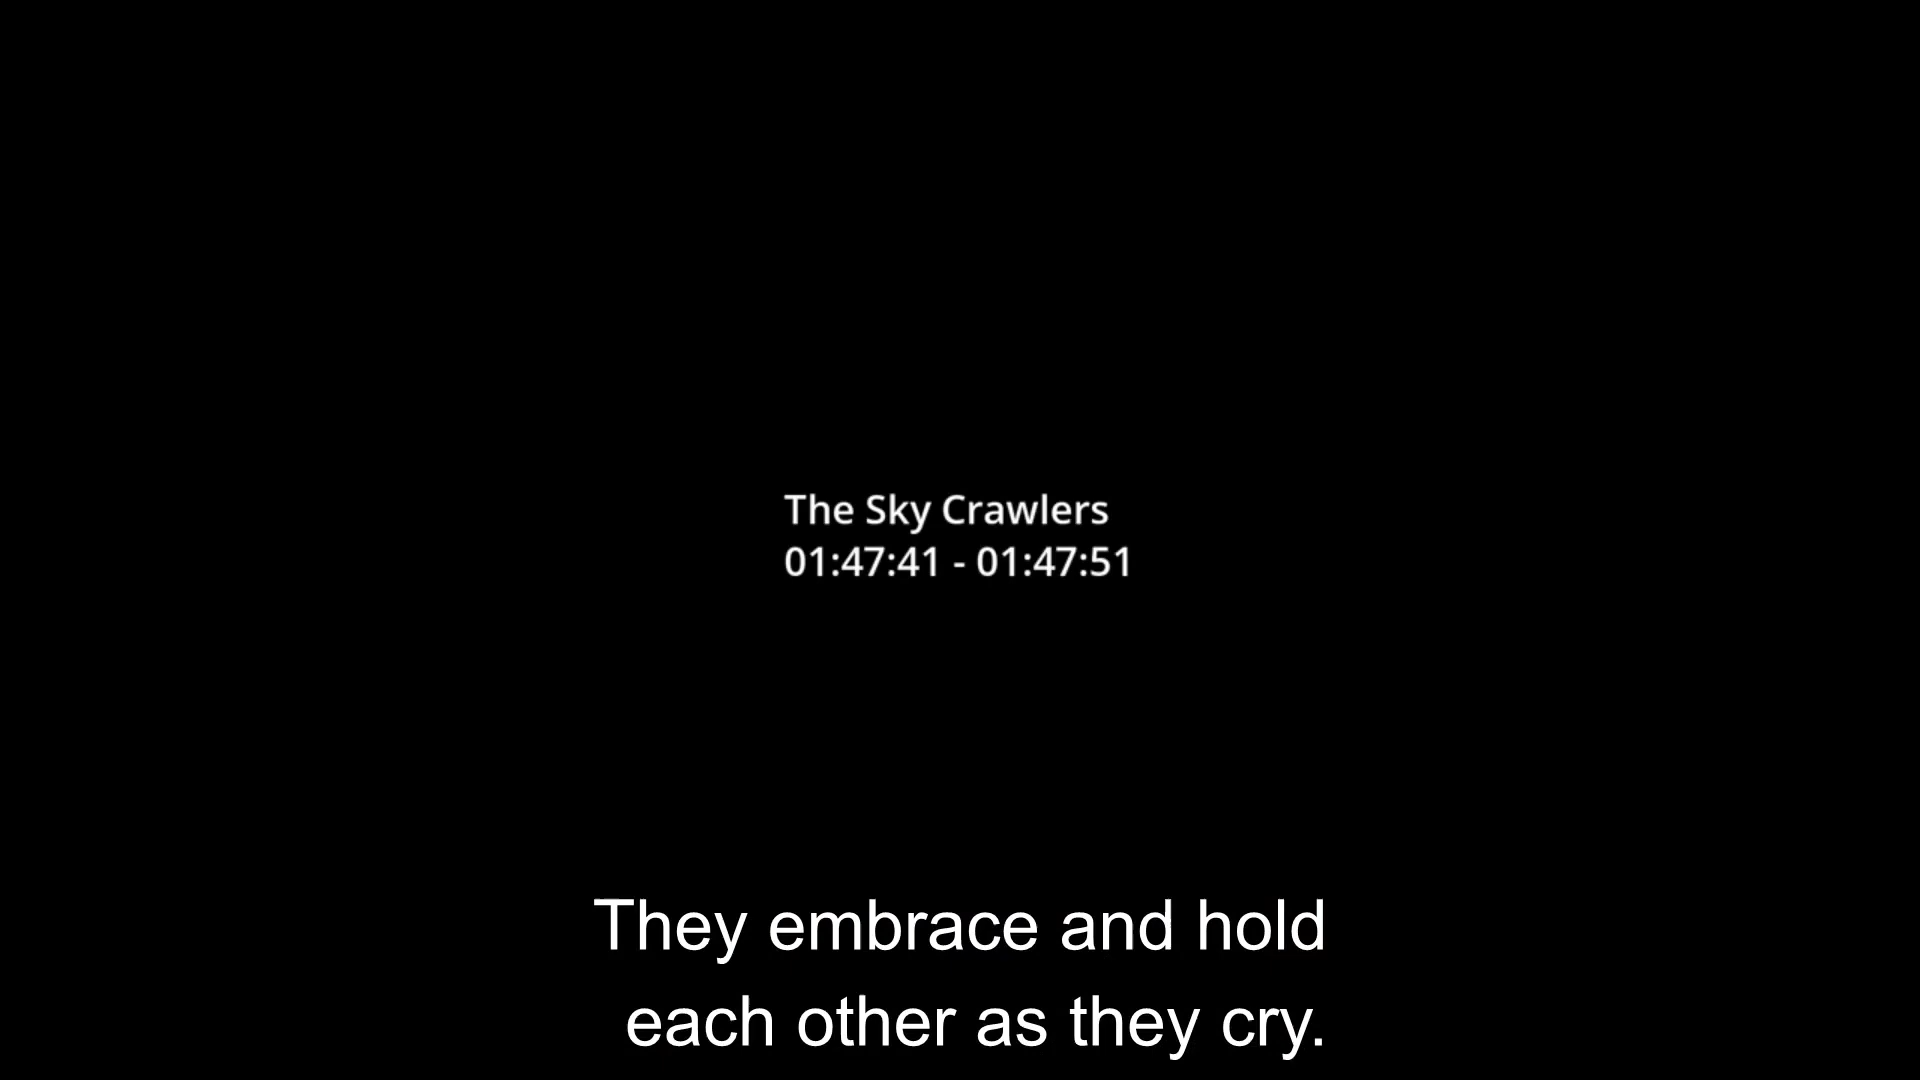 The Sky Crawlers
01:47:41 - 01:47:51
They embrace and hold
each other as they cry.